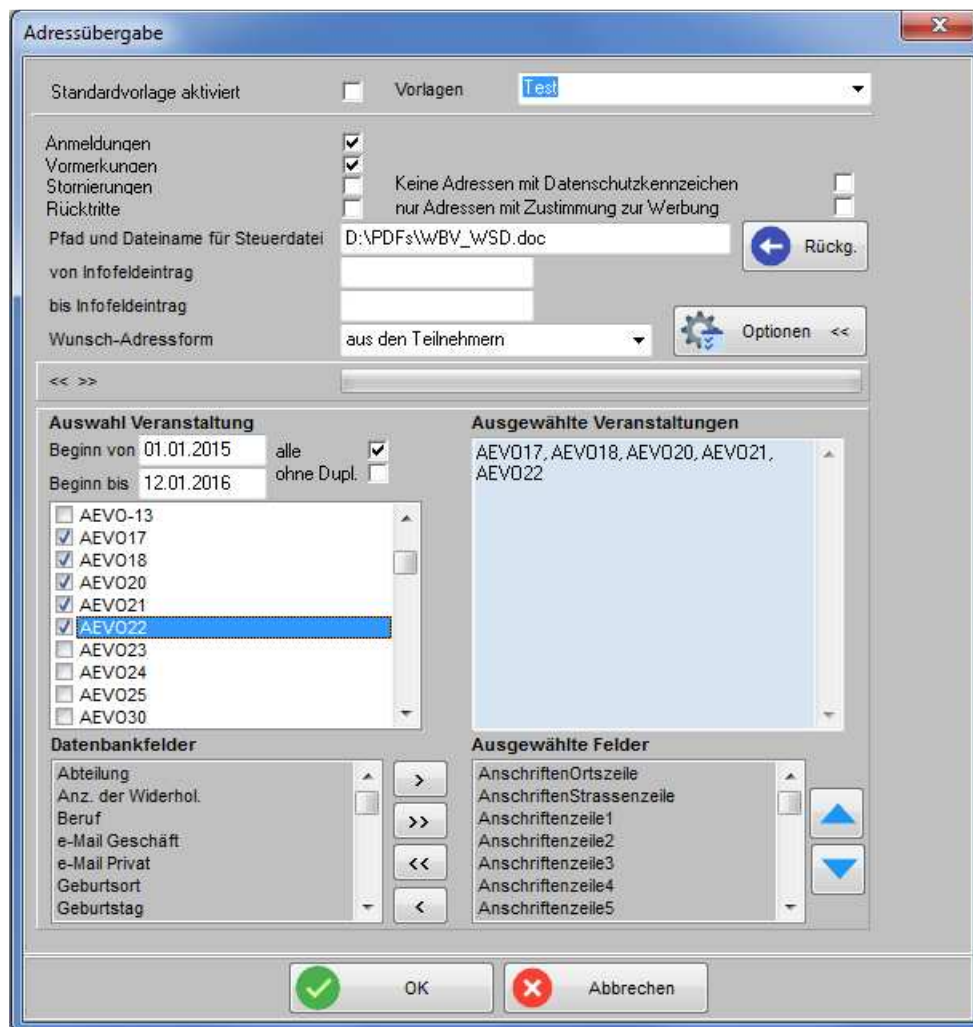 Adressübergabe
Standardvorlage aktiviert Vorlagen Test
Anmeldungen
Vormerkungen
Stornierungen Keine Adressen mit Datenschutzkennzeichen
Rücktritte nur Adressen mit Zustimmung zur Werbung
Pfad und Dateiname für Steuerdatei D:\PDFs\WBV_WSD.doc Rückg.
von Infofeldeintrag
bis Infofeldeintrag
Wunsch-Adressform aus den Teilnehmern Optionen <<
<< >>
Auswahl Veranstaltung Ausgewählte Veranstaltungen
Beginn von 01.01.2015 alle
ohne Dupl.
Beginn bis 12.01.2016
AEVO17, AEVO18, AEVO20, AEVO21,
AEVO22
AEVO-13
AEVO17
AEVO18
AEVO20
AEVO21
AEVO22
AEVO23
AEVO24
AEVO25
AEVO30
Datenbankfelder Ausgewählte Felder
Abteilung
Anz. der Widerhol.
Beruf
e-Mail Geschäft
e-Mail Privat
Geburtsort
Geburtstag
>
>>
<<
<
AnschriftenOrtszeile
AnschriftenStrassenzeile
Anschriftenzeile1
Anschriftenzeile2
Anschriftenzeile3
Anschriftenzeile4
Anschriftenzeile5
OK Abbrechen